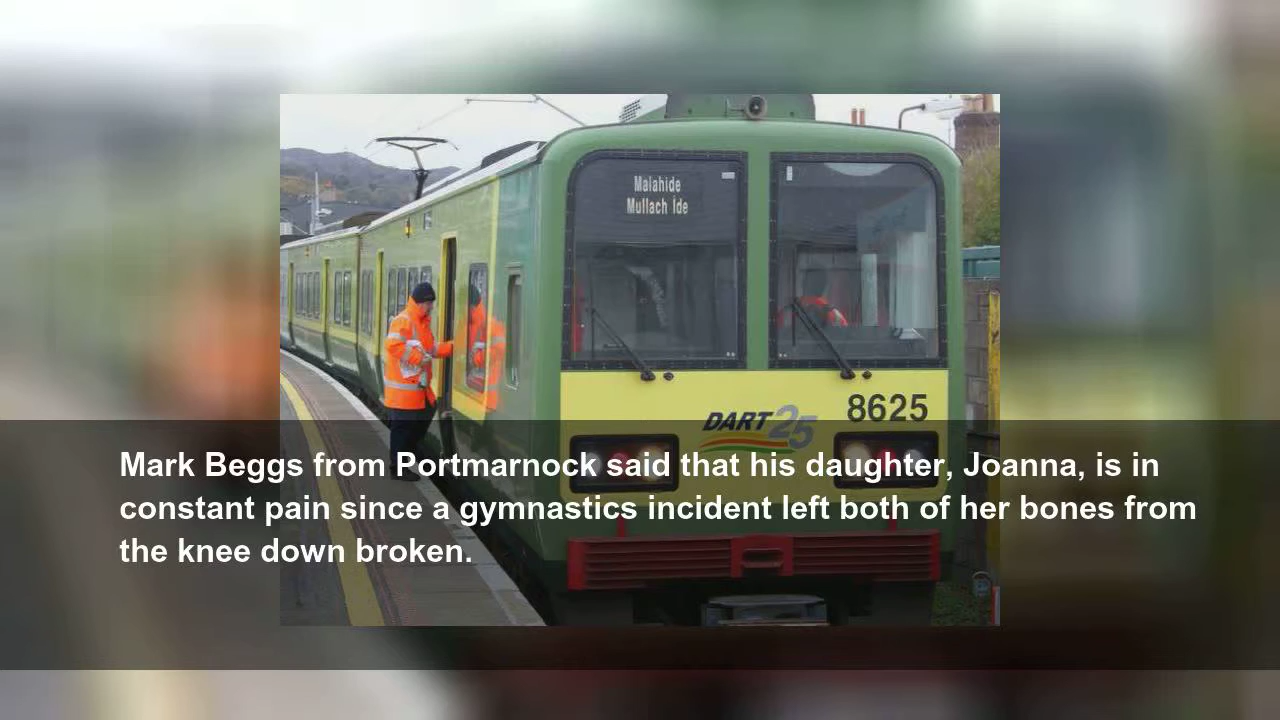 Malahide
Mullach Íde
8625
DART 25
Mark Beggs from Portmarnock said that his daughter, Joanna, is in
constant pain since a gymnastics incident left both of her bones from
the knee down broken.